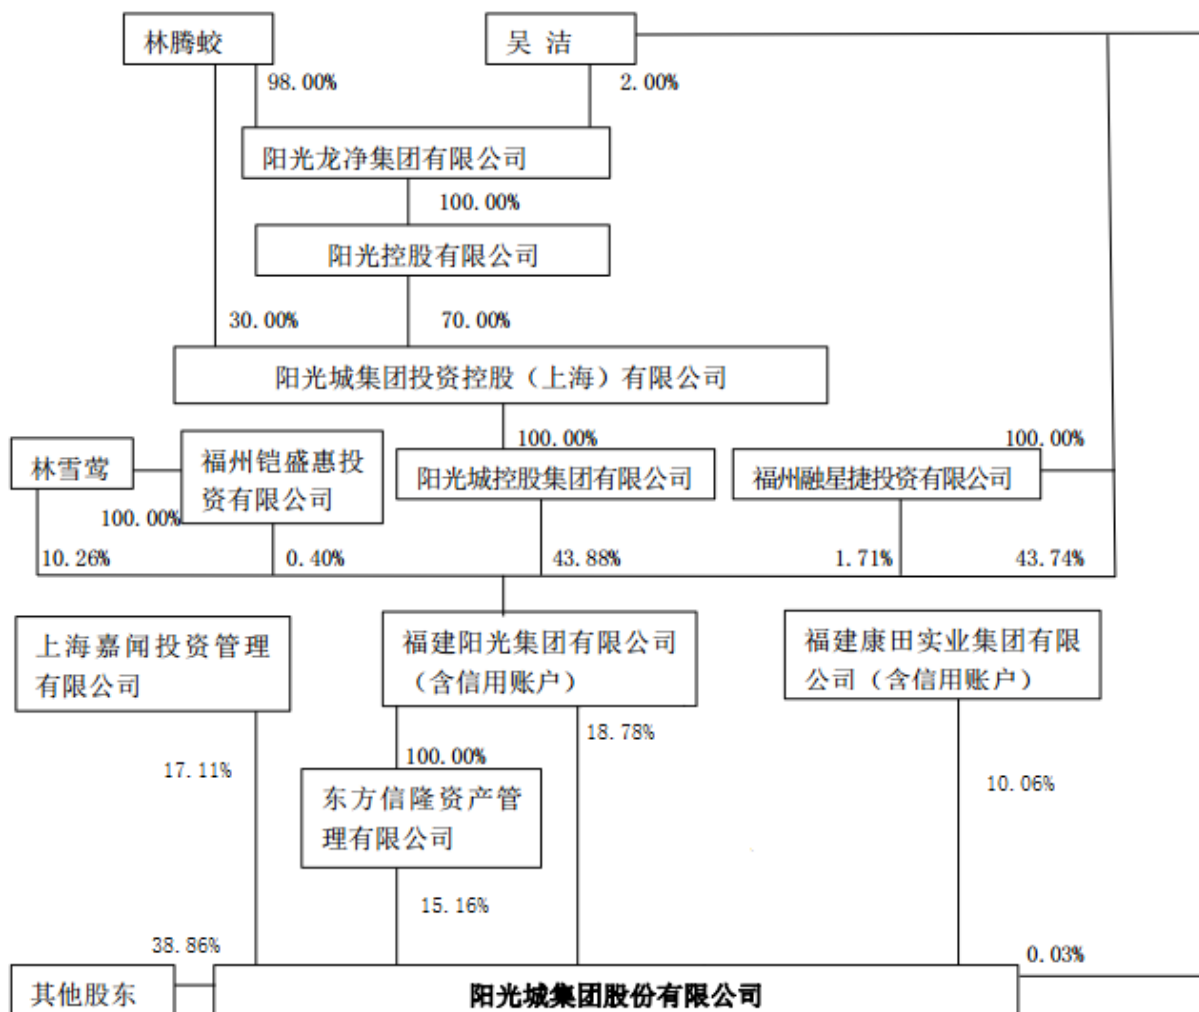 林腾蛟
吴 洁
98.00%
2.00%
阳光龙净集团有限公司
100.00%
阳光控股有限公司
30.00%
70.00%
阳光城集团投资控股（上海）有限公司
100.00%
100.00%
林雪莺
福州铠盛惠投
资有限公司
阳光城控股集团有限公司
福州融星捷投资有限公司
100.00%
10.26%
0.40%
43.88%
1.71%
43.74%
上海嘉闻投资管理
有限公司
福建阳光集团有限公司
（含信用账户）
福建康田实业集团有限
公司（含信用账户）
18.78%
17.11%
100.00%
10.06%
东方信隆资产管
理有限公司
15.16%
38.86%
0.03%
其他股东
阳光城集团股份有限公司